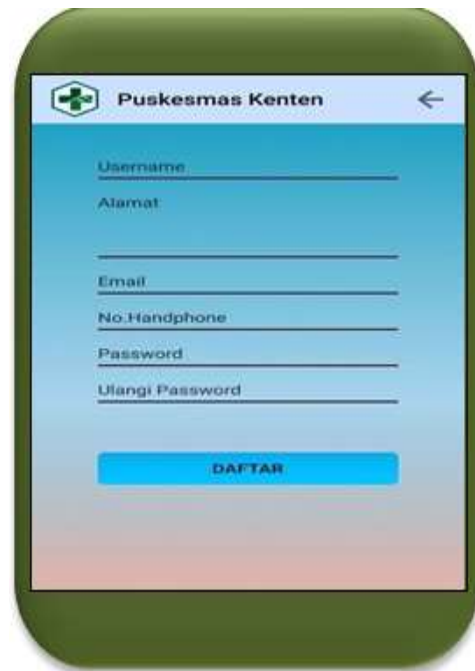 Puskesmas Kenten
Username
Alamat
Email
No.Handphone
Password
Ulangi Password
DAFTAR